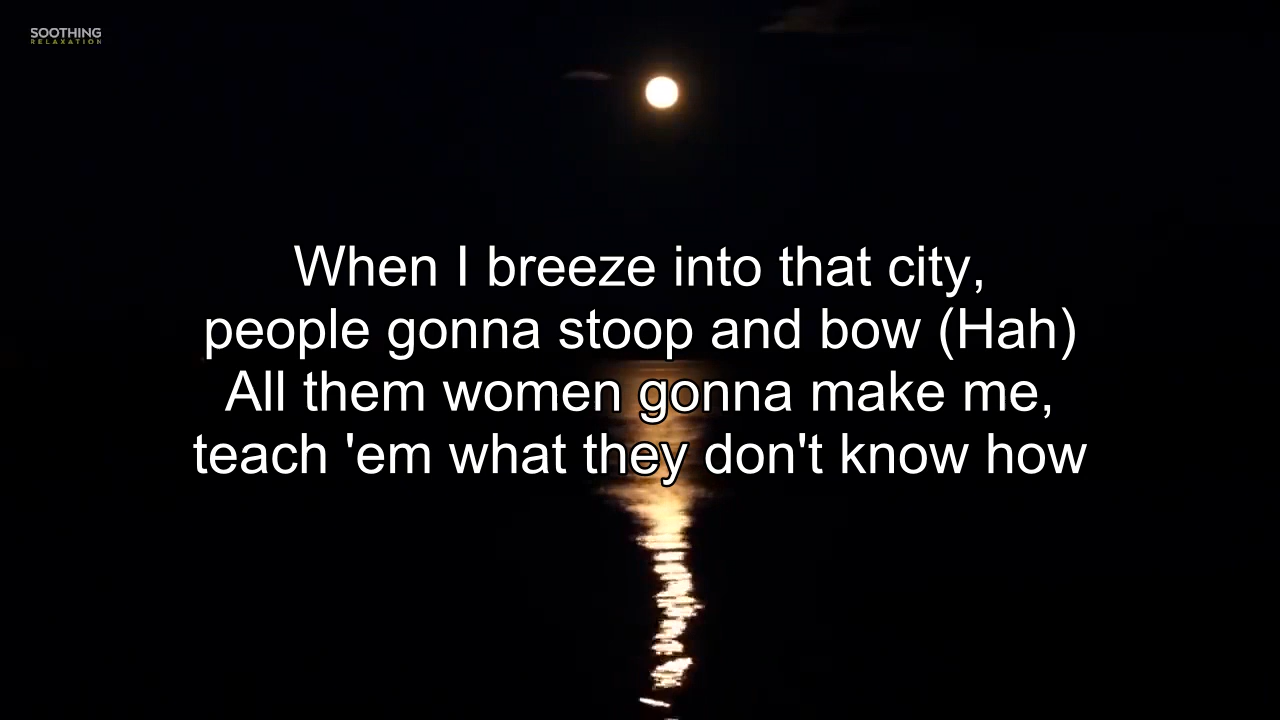 SOOTHING
RELAXATION
When I breeze into that city,
people gonna stoop and bow (Hah)
All them women gonna make me,
teach 'em what they don't know how